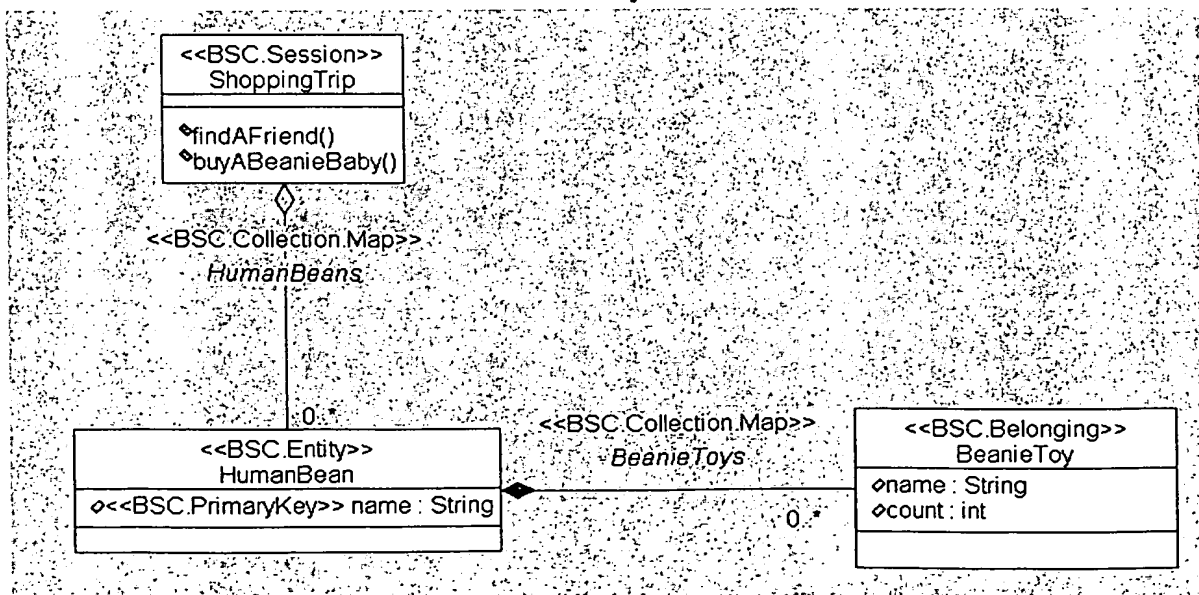 <<BSC.Session>>
ShoppingTrip
findAFriend()
buyABeanieBaby()
<<BSC.Collection.Map>>
HumanBeans
0..*
<<BSC.Entity>>
HumanBean
<<BSC.PrimaryKey>> name : String
<<BSC.Collection.Map>>
BeanieToys
0..*
<<BSC.Belonging>>
BeanieToy
name : String
count : int